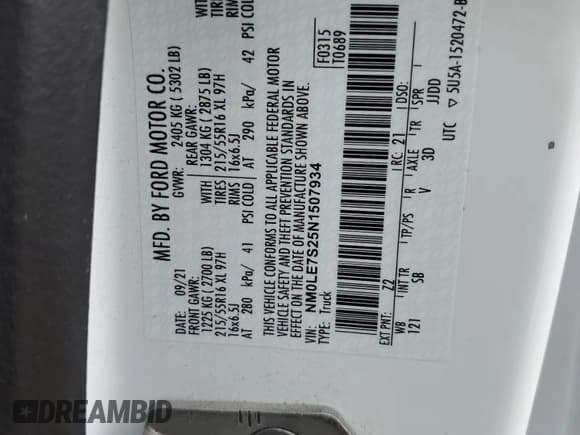 MFD. BY FORD MOTOR CO.
DATE: 09/21 GVWR: 2405 KG ( 5302 LB)
FRONT GAWR: REAR GAWR: WITH
1225 KG (2700 LB) WITH 1304 KG (2875 LB) TIRES
215/55R16 XL 97H TIRES 215/55R16 XL 97H RIMS
16x6.5J RIMS 16x6.5J
AT 280 kPa/ 41 PSI COLD AT 290 kPa/ 42 PSI COLD
THIS VEHICLE CONFORMS TO ALL APPLICABLE FEDERAL MOTOR
VEHICLE SAFETY AND THEFT PREVENTION STANDARDS IN
EFFECT ON THE DATE OF MANUFACTURE SHOWN ABOVE.
VIN: NM0LE7S25N1507934 F0315
TYPE: Truck T0689
EXT PNT: Z2 RC: 21 DSO:
WB INT TR TP/PS R AXLE TR SPR
121 SB V 3D JJDD
UTC ▽ 5U5A-1520472-B
DREAMBID